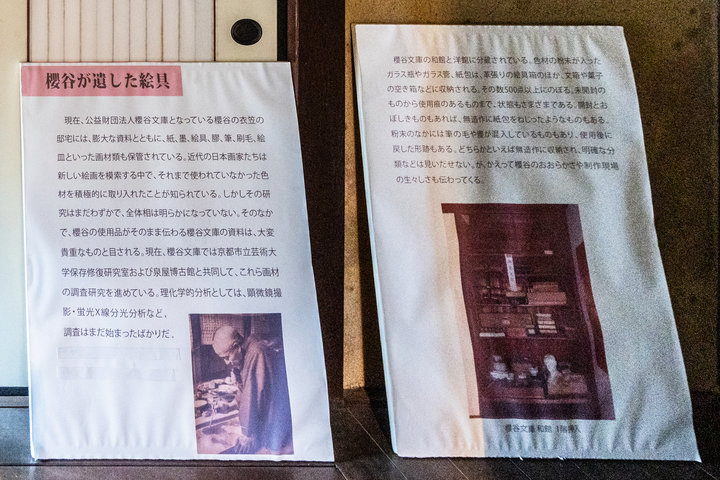 櫻谷が遺した絵具
現在、公益財団法人櫻谷文庫となっている櫻谷の衣笠の
邸宅には、膨大な資料とともに、紙、墨、絵具、膠、筆、刷毛、絵
皿といった画材類も保管されている。近代の日本画家たちは
新しい絵画を模索する中で、それまで使われていなかった色
材を積極的に取り入れたことが知られている。しかしその研
究はまだわずかで、全体相は明らかになっていない。そのなか
で、櫻谷の使用品がそのまま伝わる櫻谷文庫の資料は、大変
貴重なものと目される。現在、櫻谷文庫では京都市立芸術大
学保存修復研究室および泉屋博古館と共同して、これら画材
の調査研究を進めている。理化学的分析としては、顕微鏡撮
影・蛍光X線分光分析など、
調査はまだ始まったばかりだ。
櫻谷文庫の和館と洋館に分蔵されている。色材の粉末が入った
ガラス瓶やガラス管、紙包は、革張りの絵具箱のほか、文箱や菓子
の空き箱などに収納される。その数500点以上にのぼる。未開封の
ものから使用痕のあるものまで、状態もさまざまである。開封とお
ぼしきものもあれば、無造作に紙包をねじったようなものもある。
粉末のなかには筆の毛や費が混入しているものもあり、使用後に
戻した形跡もある。どちらかといえば無造作に収納され、明確な分
類などは見いだせない。が、かえって櫻谷のおおらかさや制作現場
の生々しさも伝わってくる。
櫻谷文庫 和館 1階押入